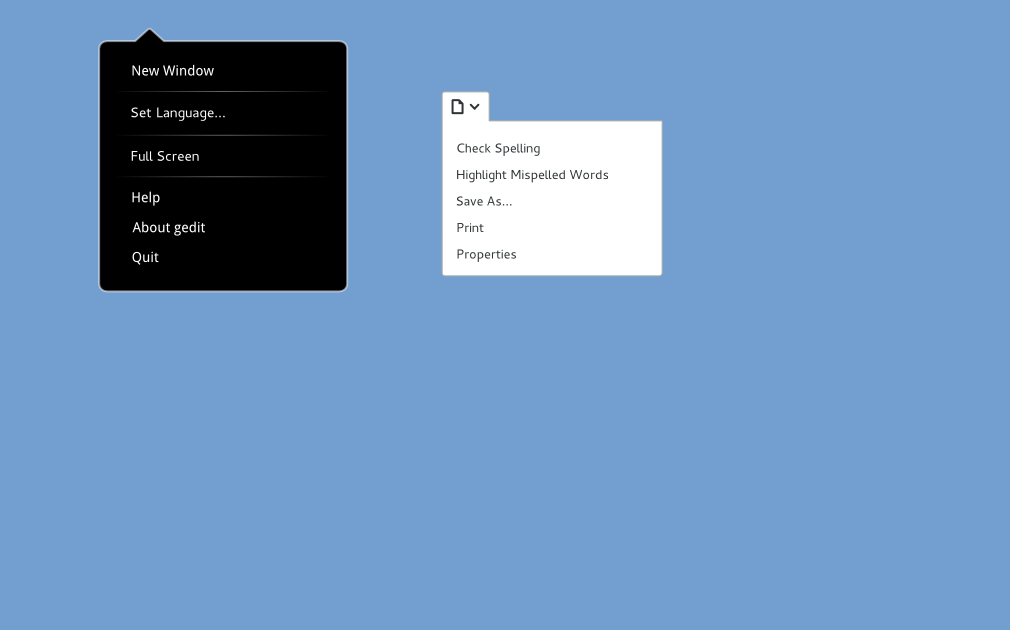 New Window
Set Language...
Full Screen
Help
About gedit
Quit
Check Spelling
Highlight Mispelled Words
Save As...
Print
Properties